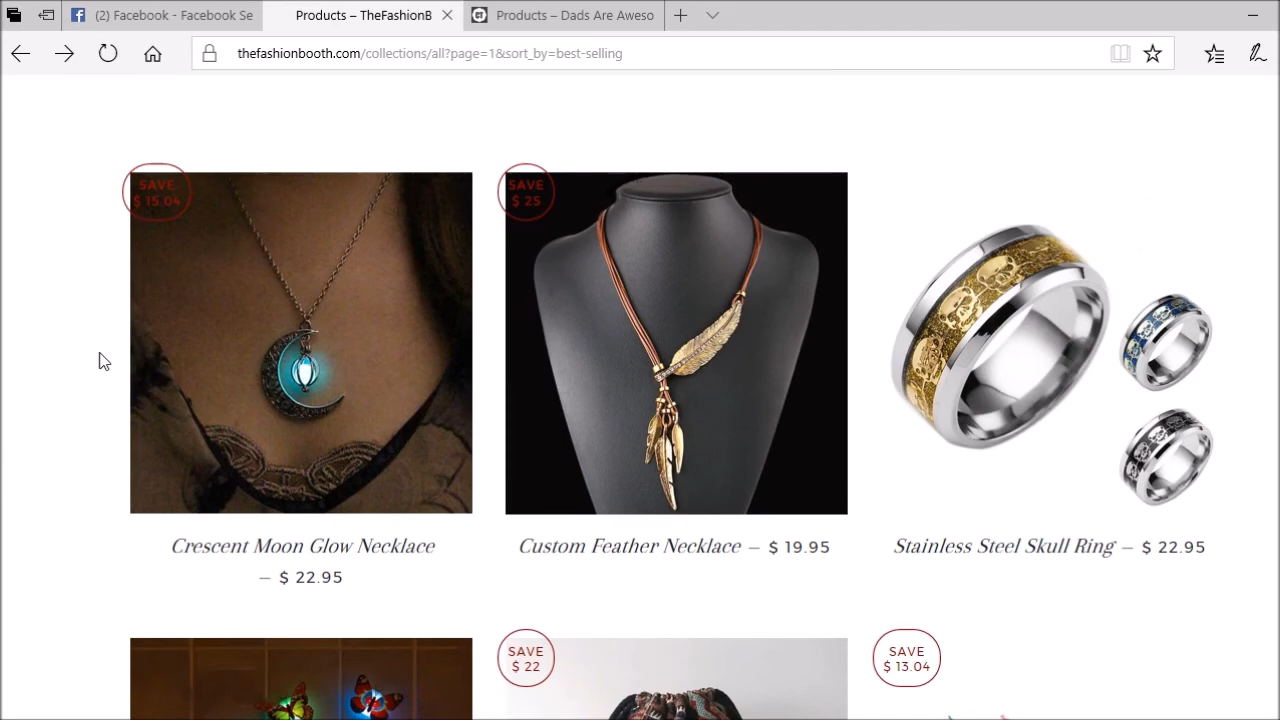 (2) Facebook - Facebook Se
Products – TheFashionB
Products – Dads Are Aweso
thefashionbooth.com/collections/all?page=1&sort_by=best-selling
SAVE
$ 15.04
SAVE
$ 25
Crescent Moon Glow Necklace
– $ 22.95
Custom Feather Necklace – $ 19.95
Stainless Steel Skull Ring – $ 22.95
SAVE
$ 22
SAVE
$ 13.04